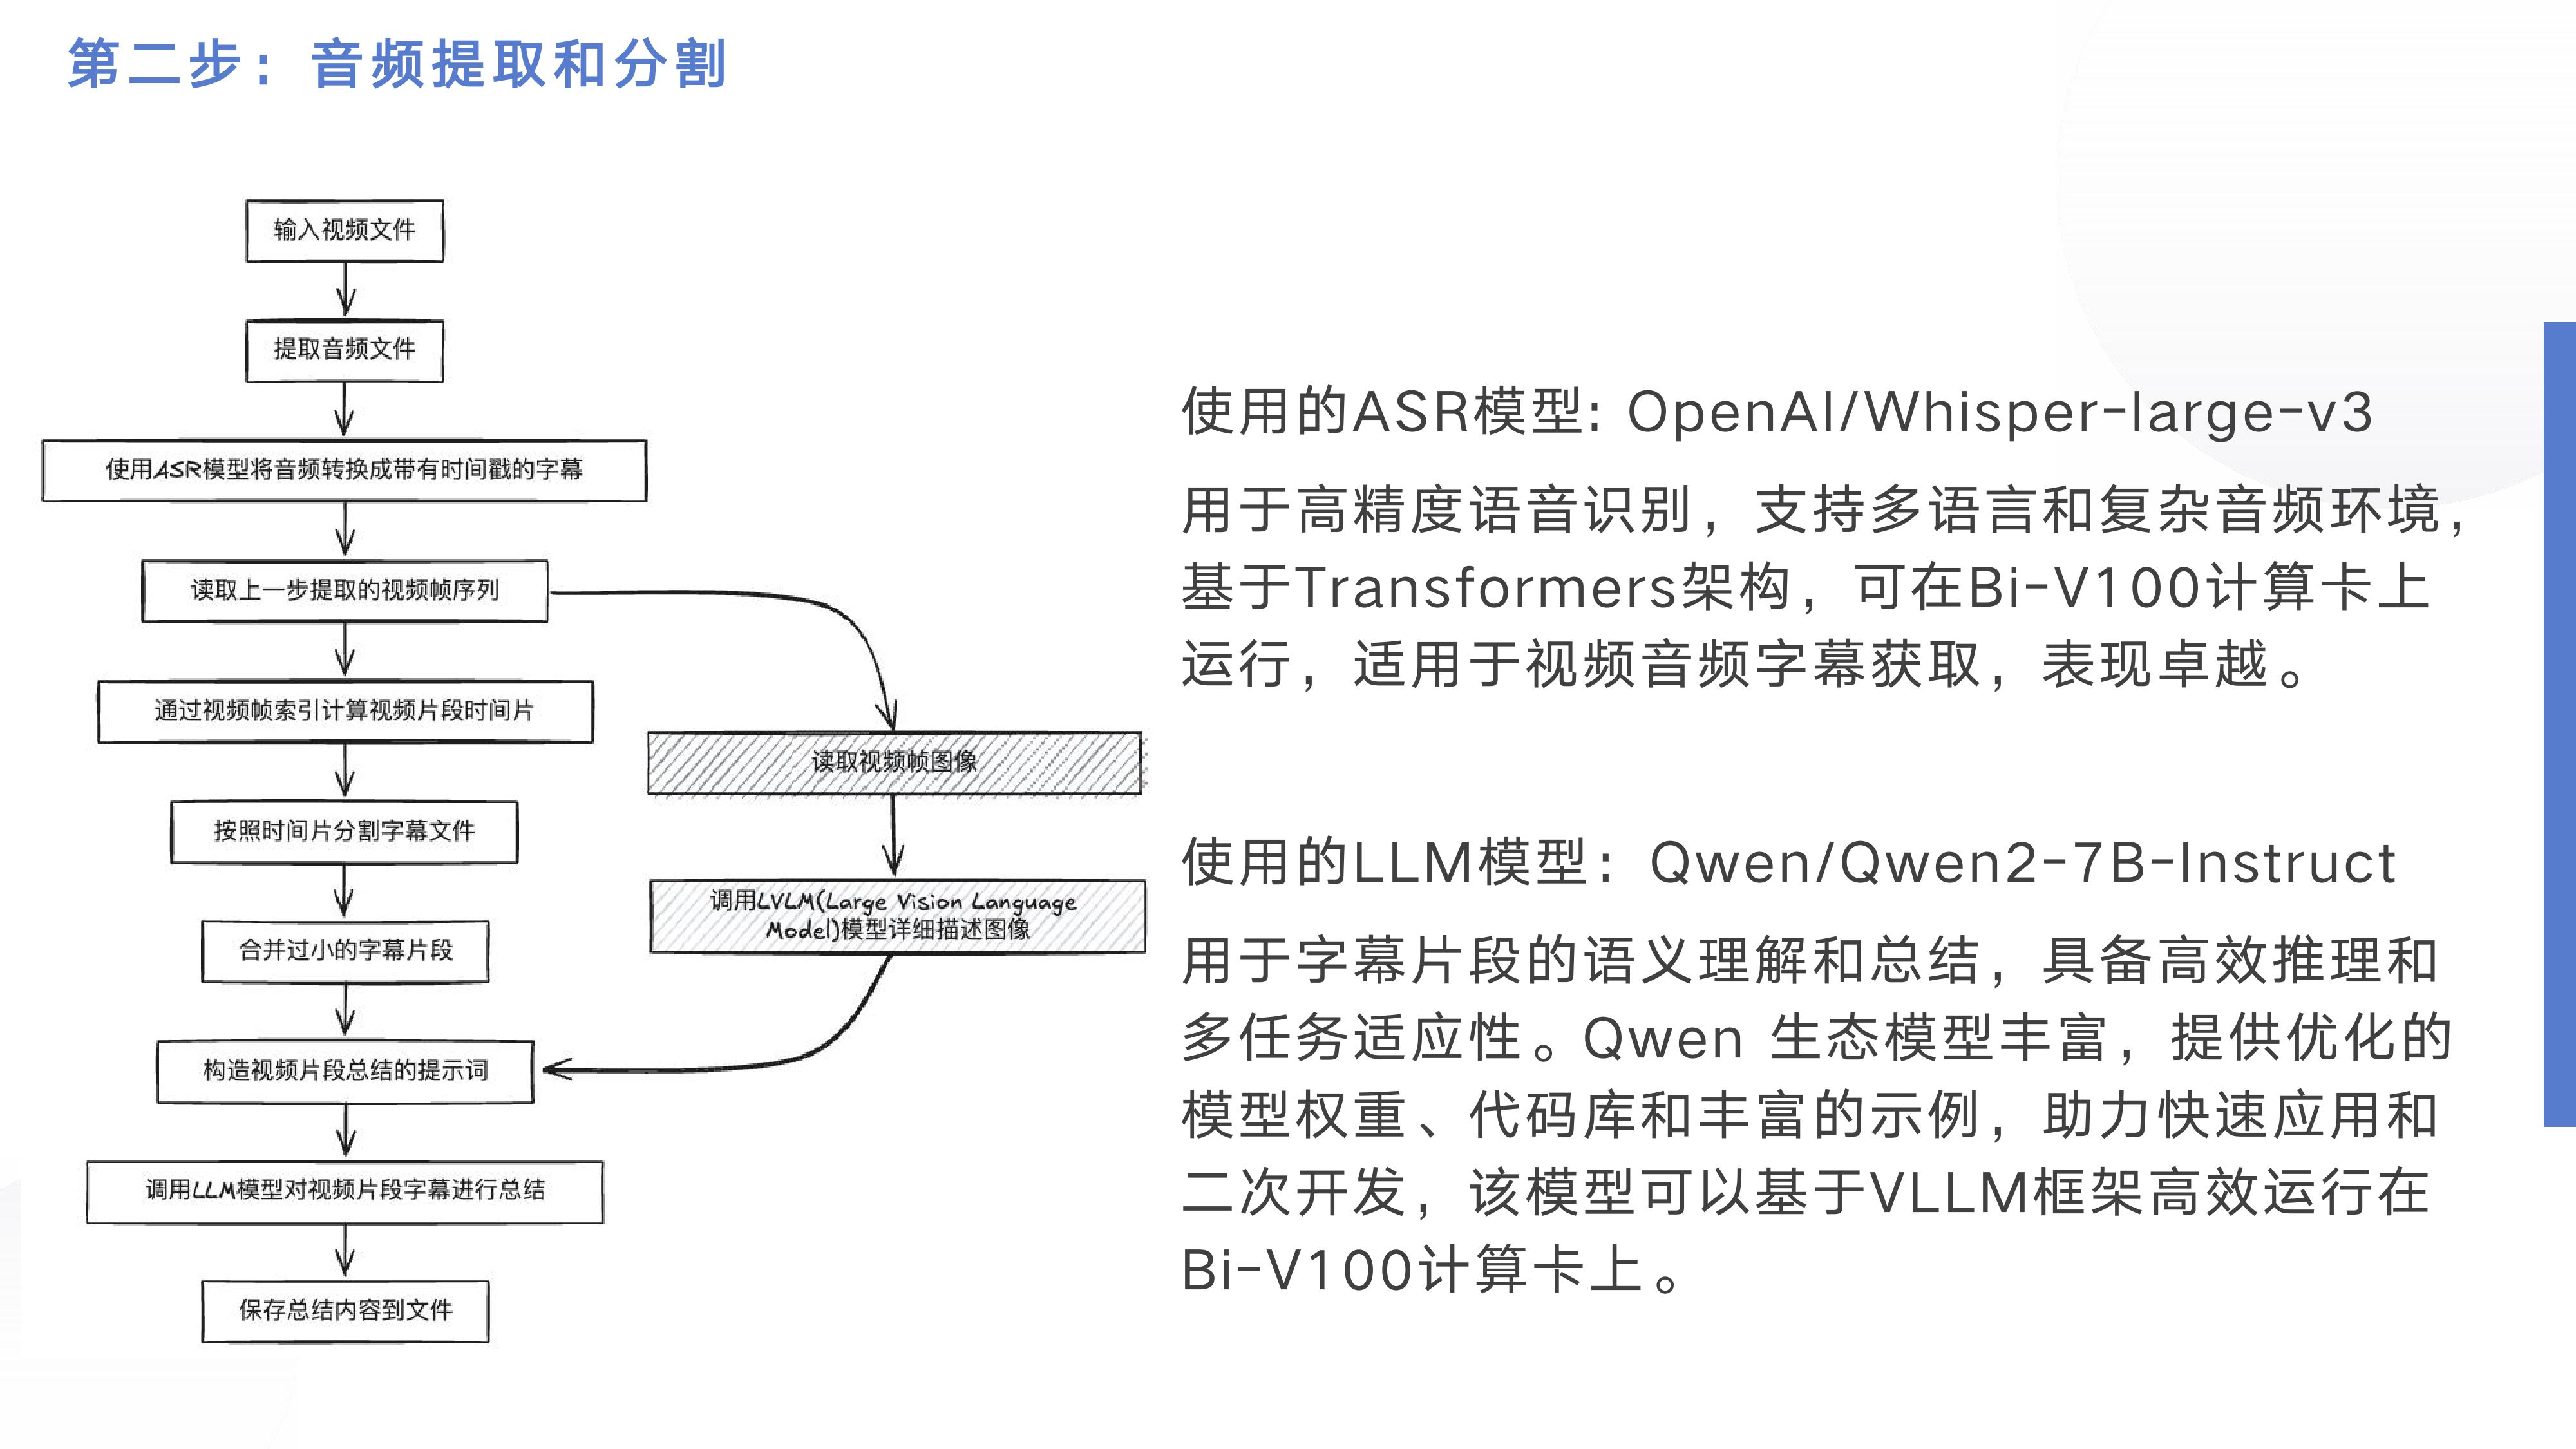 第二步：音频提取和分割
输入视频文件
提取音频文件
使用ASR模型将音频转换成带有时间戳的字幕
读取上一步提取的视频帧序列
通过视频帧索引计算视频片段时间片
按照时间片分割字幕文件
合并过小的字幕片段
构造视频片段总结的提示词
调用LLM模型对视频片段字幕进行总结
保存总结内容到文件
读取视频帧图像
调用LVLM(Large Vision Language
Model)模型详细描述图像
使用的ASR模型: OpenAI/Whisper-large-v3
用于高精度语音识别，支持多语言和复杂音频环境，
基于Transformers架构，可在Bi-V100计算卡上
运行，适用于视频音频字幕获取，表现卓越。
使用的LLM模型：Qwen/Qwen2-7B-Instruct
用于字幕片段的语义理解和总结，具备高效推理和
多任务适应性。Qwen 生态模型丰富，提供优化的
模型权重、代码库和丰富的示例，助力快速应用和
二次开发，该模型可以基于VLLM框架高效运行在
Bi-V100计算卡上。